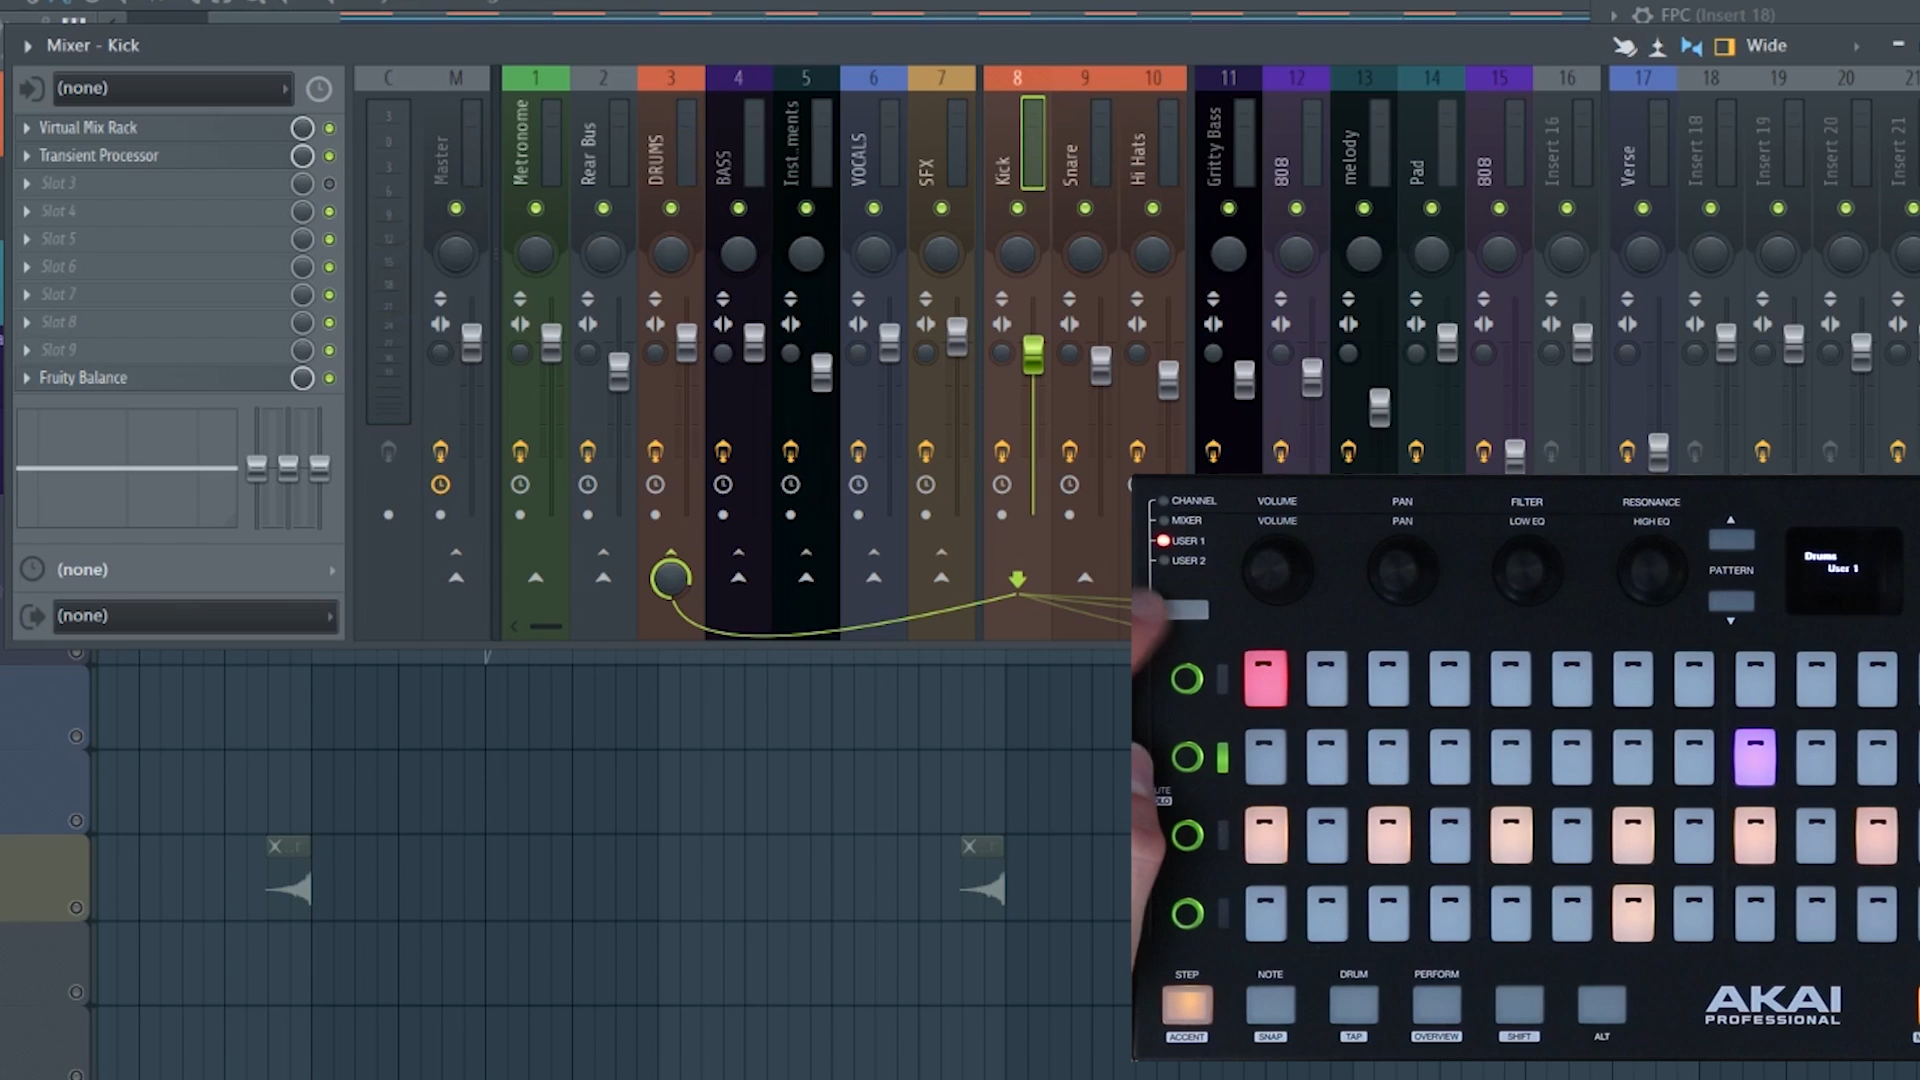 FPC (Insert 18)
Mixer - Kick
Wide
(none)
C M 1 2 3 4 5 6 7 8 9 10 11 12 13 14 15 16 17 18 19 20 21
Virtual Mix Rack
Transient Processor
Slot 3
Slot 4
Slot 5
Slot 6
Slot 7
Slot 8
Slot 9
Fruity Balance
(none)
(none)
Master
Metronome
Rear Bus
DRUMS
BASS
Inst..ments
VOCALS
SFX
Kick
Snare
Hi Hats
Gritty Bass
808
melody
Pad
808
Insert 16
Verse
Insert 18
Insert 19
Insert 20
Insert 21
CHANNEL VOLUME PAN FILTER RESONANCE
MIXER VOLUME PAN LOW EQ HIGH EQ
USER 1
USER 2
PATTERN
Drums
User 1
STEP NOTE DRUM PERFORM
ACCENT SNAP TAP OVERVIEW SHIFT ALT
AKAI
PROFESSIONAL